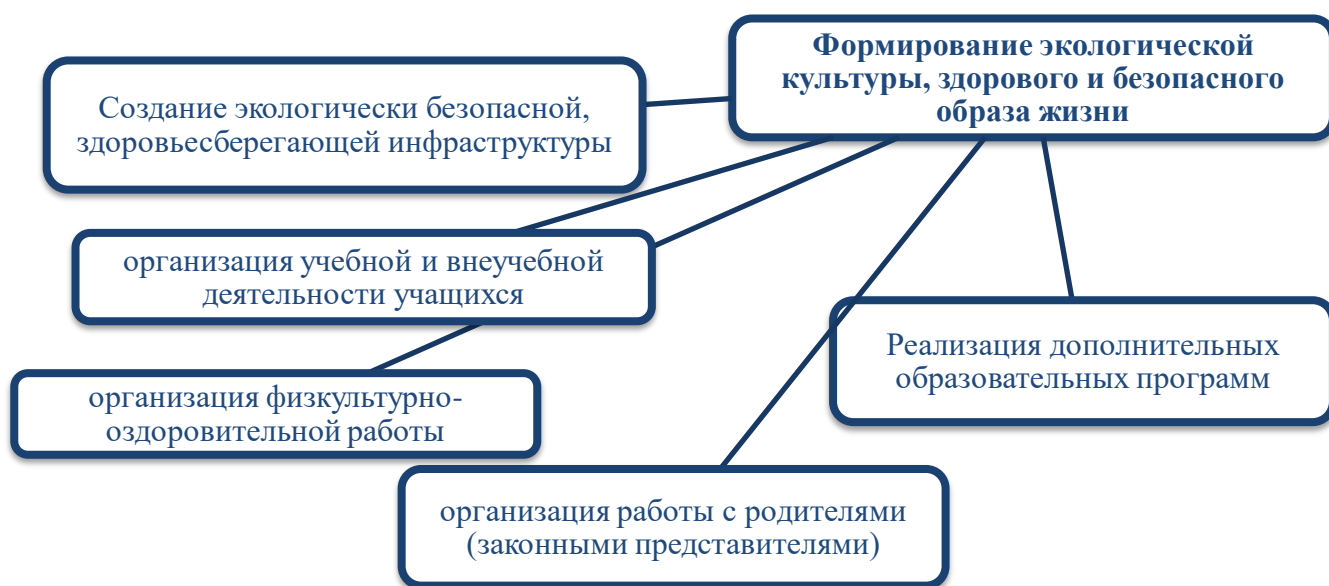 Формирование экологической
культуры, здорового и безопасного
образа жизни
Создание экологически безопасной,
здоровьесберегающей инфраструктуры
организация учебной и внеучебной
деятельности учащихся
организация физкультурно-
оздоровительной работы
Реализация дополнительных
образовательных программ
организация работы с родителями
(законными представителями)